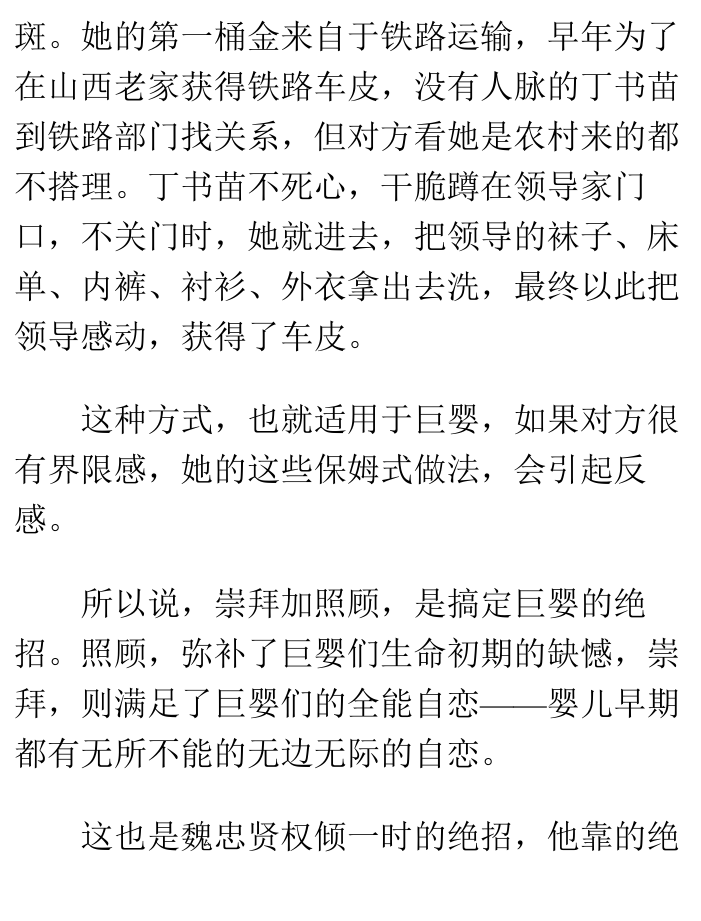 斑。她的第一桶金来自于铁路运输，早年为了
在山西老家获得铁路车皮，没有人脉的丁书苗
到铁路部门找关系，但对方看她是农村来的都
不搭理。丁书苗不死心，干脆蹲在领导家门
口，不关门时，她就进去，把领导的袜子、床
单、内裤、衬衫、外衣拿出去洗，最终以此把
领导感动，获得了车皮。
这种方式，也就适用于巨婴，如果对方很
有界限感，她的这些保姆式做法，会引起反
感。
所以说，崇拜加照顾，是搞定巨婴的绝
招。照顾，弥补了巨婴们生命初期的缺憾，崇
拜，则满足了巨婴们的全能自恋——婴儿早期
都有无所不能的无边无际的自恋。
这也是魏忠贤权倾一时的绝招，他靠的绝